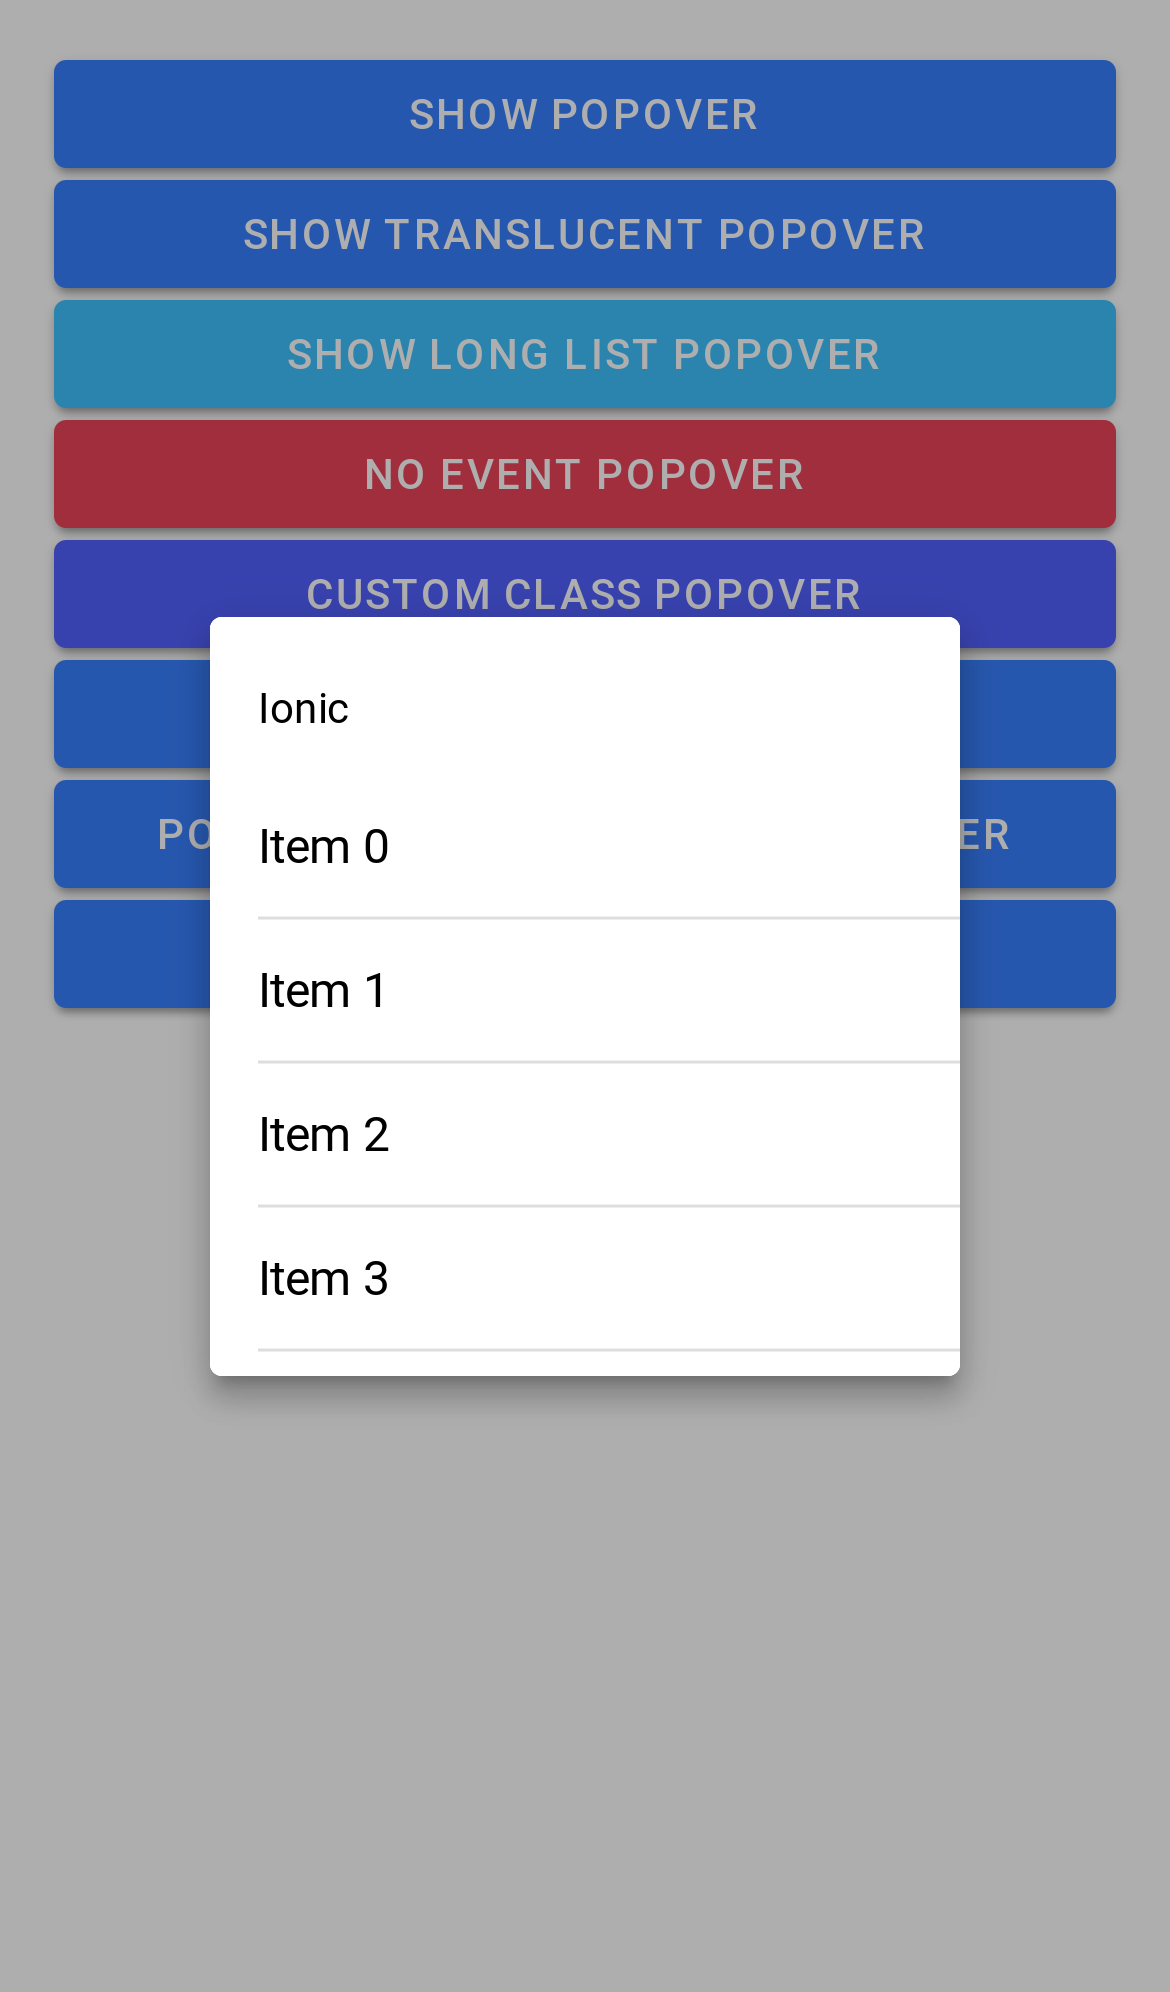 SHOW POPOVER
SHOW TRANSLUCENT POPOVER
SHOW LONG LIST POPOVER
NO EVENT POPOVER
CUSTOM CLASS POPOVER
Ionic
Item 0
Item 1
Item 2
Item 3